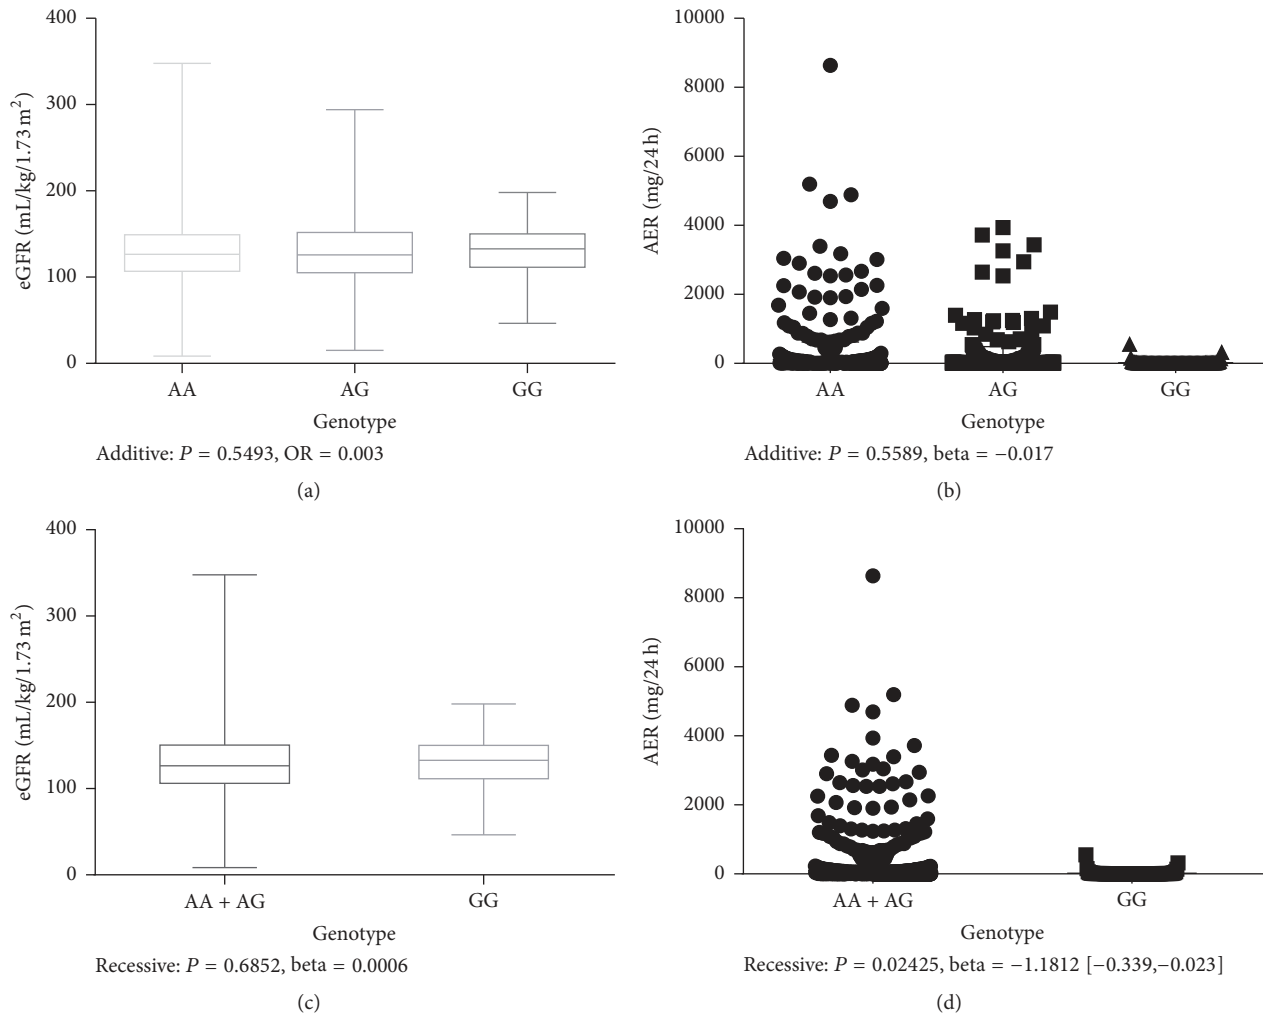 400
300
200
100
0
eGFR (mL/kg/1.73 m²)
AA AG GG
Genotype
Additive: P = 0.5493, OR = 0.003
(a)
10000
8000
6000
4000
2000
0
AER (mg/24 h)
AA AG GG
Genotype
Additive: P = 0.5589, beta = −0.017
(b)
400
300
200
100
0
eGFR (mL/kg/1.73 m²)
AA + AG GG
Genotype
Recessive: P = 0.6852, beta = 0.0006
(c)
10000
8000
6000
4000
2000
0
AER (mg/24 h)
AA + AG GG
Genotype
Recessive: P = 0.02425, beta = −1.1812 [−0.339,−0.023]
(d)